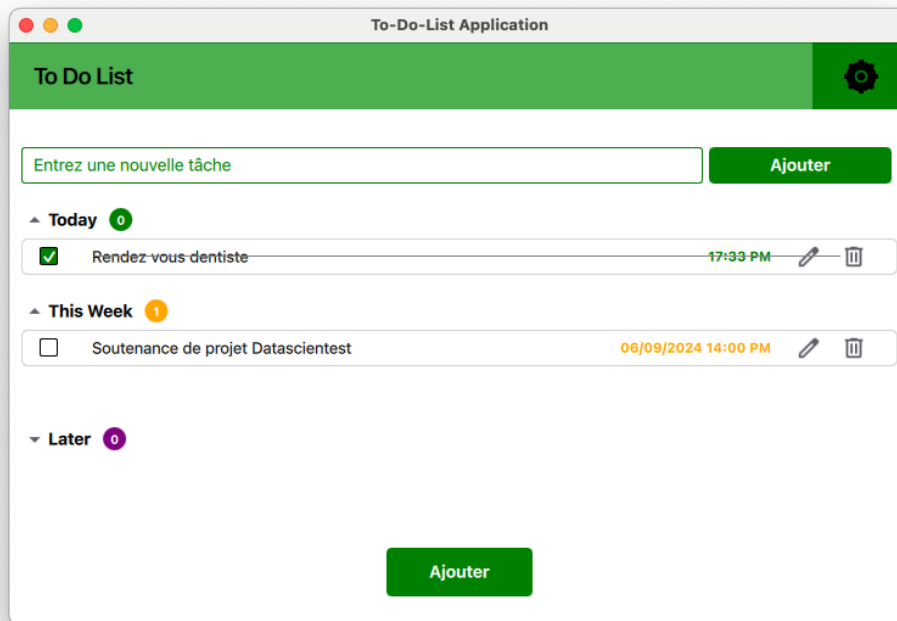 To-Do-List Application
To Do List
Entrez une nouvelle tâche Ajouter
Today 0
Rendez vous dentiste 17:33 PM
This Week 1
Soutenance de projet Datascientest 06/09/2024 14:00 PM
Later 0
Ajouter